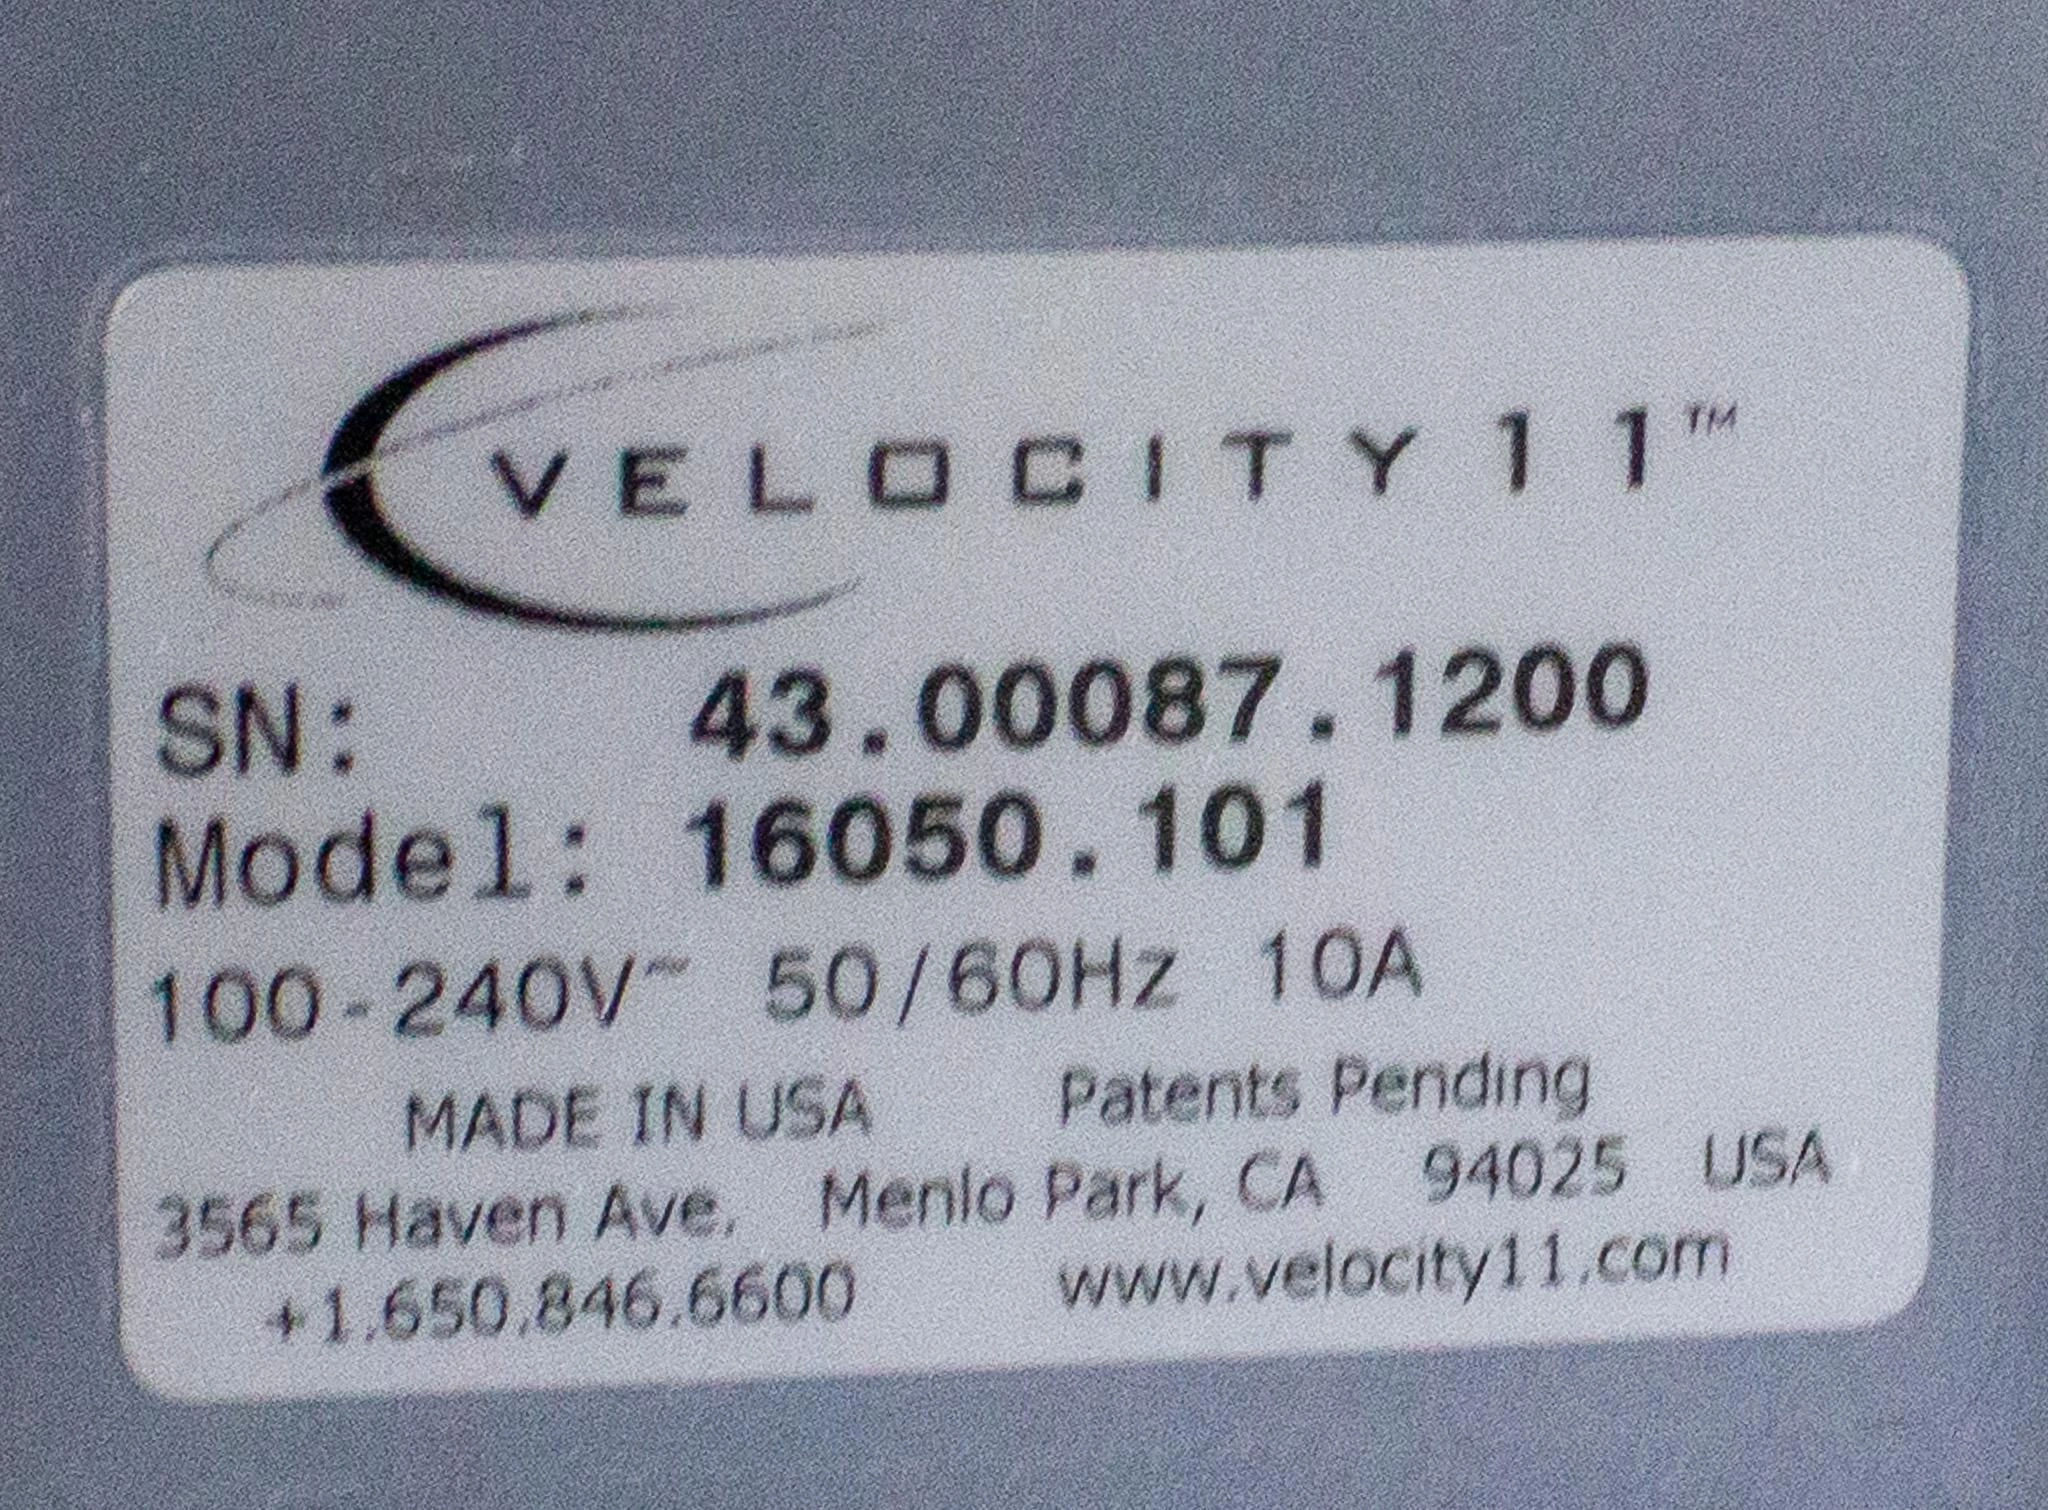 VELOCITY11™
SN: 43.00087.1200
Model: 16050.101
100-240V~ 50/60Hz 10A
MADE IN USA Patents Pending
3565 Haven Ave. Menlo Park, CA 94025 USA
+1.650.846.6600 www.velocity11.com